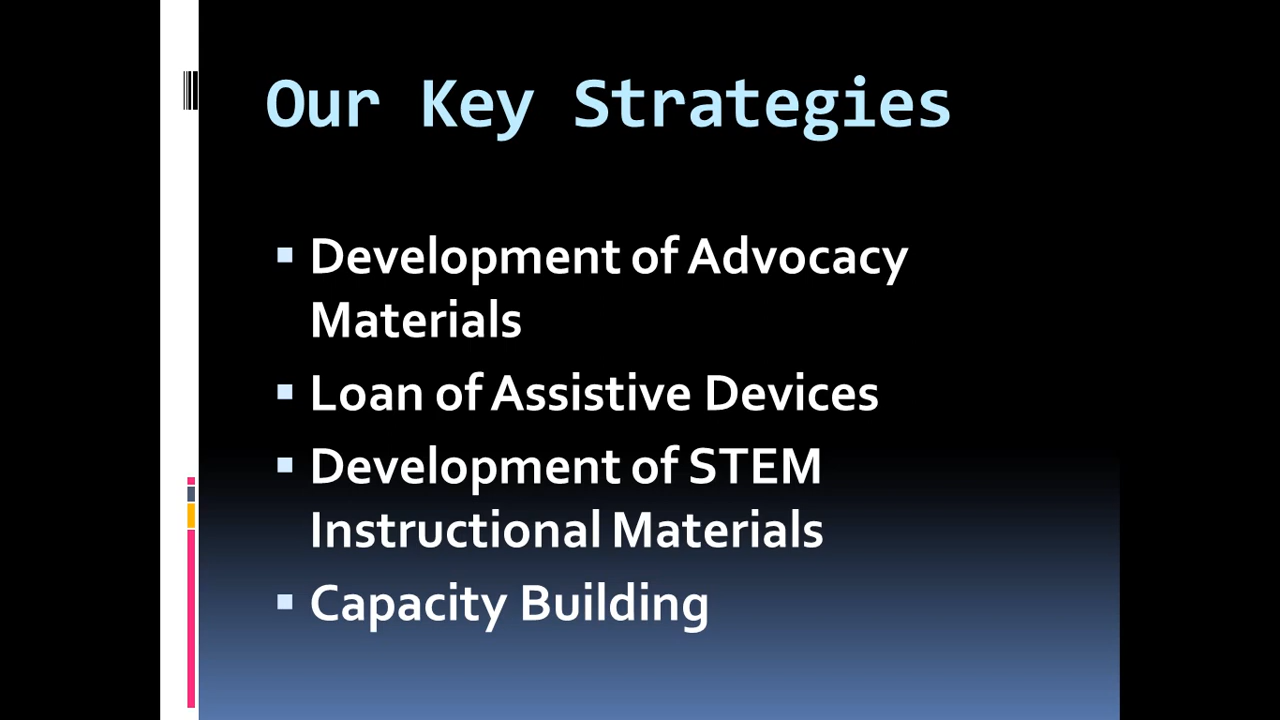 Our Key Strategies
Development of Advocacy
Materials
Loan of Assistive Devices
Development of STEM
Instructional Materials
Capacity Building